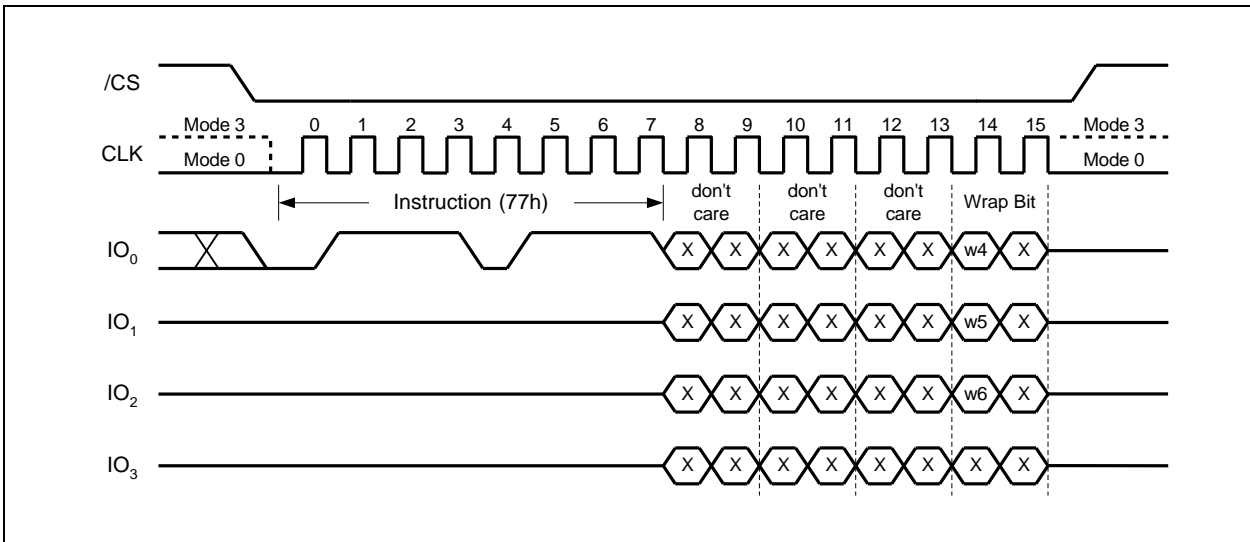 /CS
Mode 3 0 1 2 3 4 5 6 7 8 9 10 11 12 13 14 15 Mode 3
CLK
Mode 0 Mode 0
Instruction (77h) don't care don't care don't care Wrap Bit
IO0 X X X X X X w4 X
IO1 X X X X X X w5 X
IO2 X X X X X X w6 X
IO3 X X X X X X X X